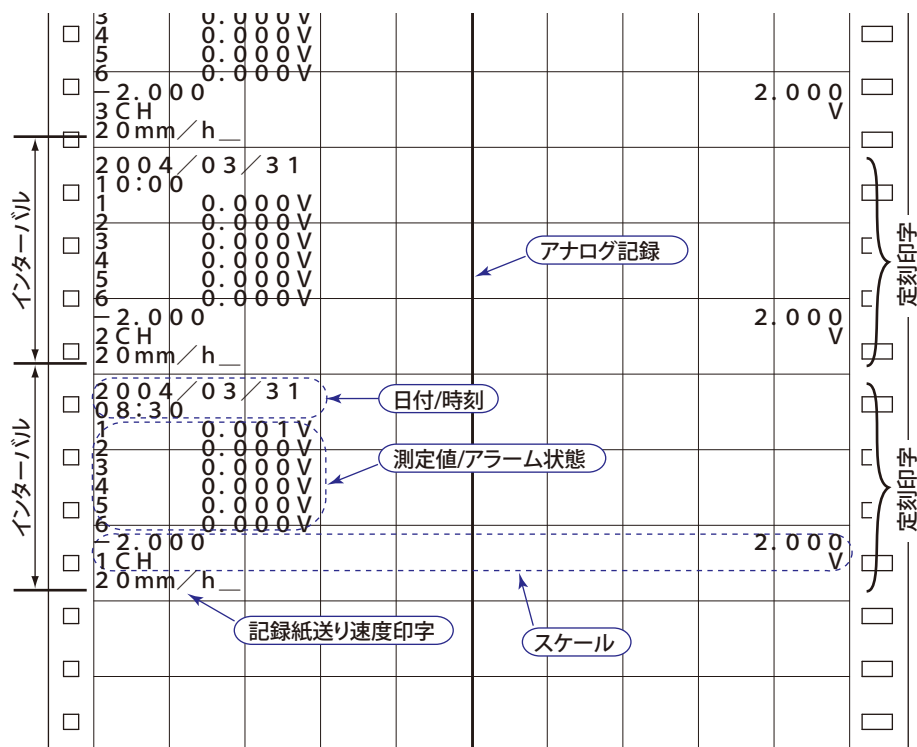 3 0.000V
4 0.000V
5 0.000V
6 0.000V
-2.000 2.000
3CH V
20mm/h_
2004/03/31
10:00
1 0.000V
2 0.000V
3 0.000V
4 0.000V
5 0.000V
6 0.000V
-2.000 2.000
2CH V
20mm/h_
インターバル
アナログ記録
定刻印字
2004/03/31
08:30
日付/時刻
1 0.001V
2 0.000V
3 0.000V
4 0.000V
5 0.000V
6 0.000V
測定値/アラーム状態
-2.000 2.000
1CH V
20mm/h_
インターバル
定刻印字
記録紙送り速度印字
スケール